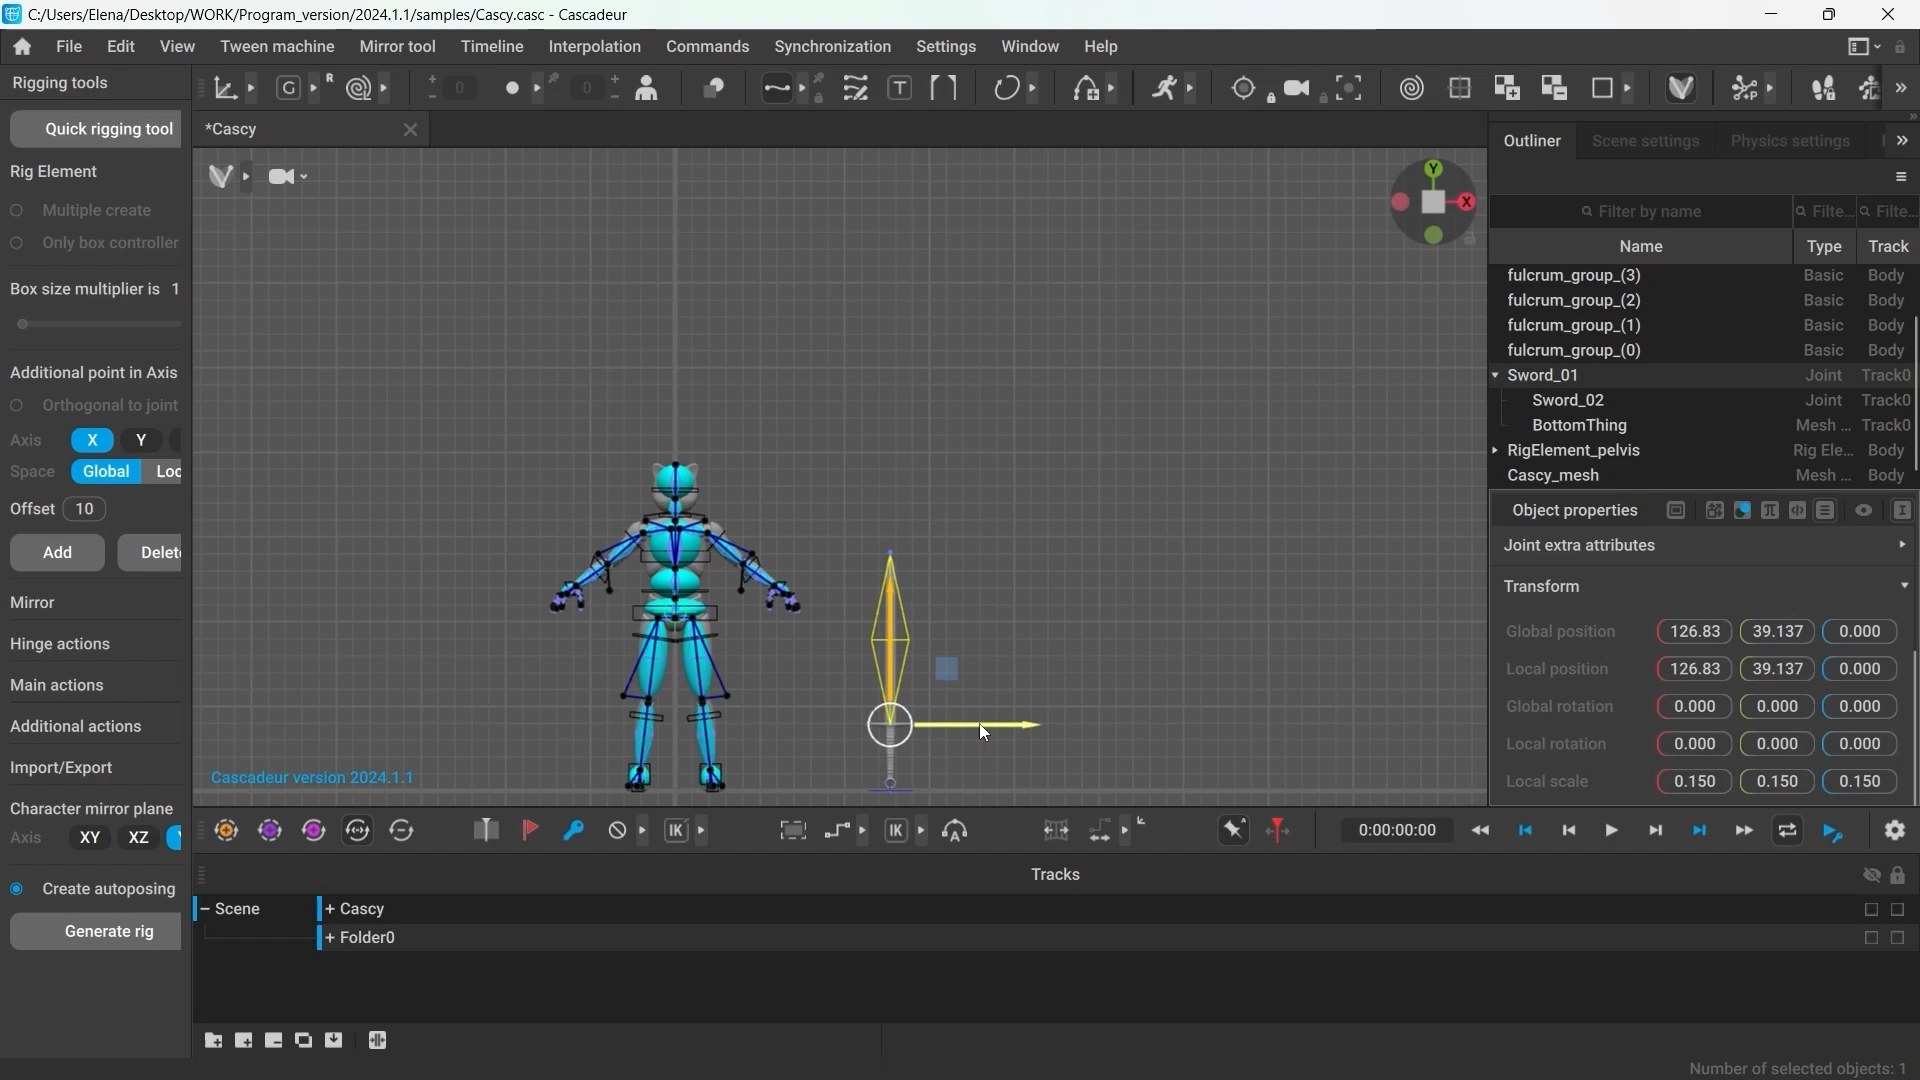 C:/Users/Elena/Desktop/WORK/Program_version/2024.1.1/samples/Cascy.casc - Cascadeur
File Edit View Tween machine Mirror tool Timeline Interpolation Commands Synchronization Settings Window Help
Rigging tools
G R 0 0 T
Quick rigging tool
*Cascy
Outliner Scene settings Physics settings
Rig Element
Multiple create
Only box controller
Y
X
Filter by name Filte... Filte...
Name Type Track
Box size multiplier is 1
fulcrum_group_(3) Basic Body
fulcrum_group_(2) Basic Body
fulcrum_group_(1) Basic Body
fulcrum_group_(0) Basic Body
Sword_01 Joint Track0
Sword_02 Joint Track0
BottomThing Mesh ... Track0
RigElement_pelvis Rig Ele... Body
Cascy_mesh Mesh ... Body
Additional point in Axis
Orthogonal to joint
Axis X Y
Space Global Loc
Offset 10
Add Delete
Object properties
Joint extra attributes
Transform
Global position 126.83 39.137 0.000
Local position 126.83 39.137 0.000
Global rotation 0.000 0.000 0.000
Local rotation 0.000 0.000 0.000
Local scale 0.150 0.150 0.150
Mirror
Hinge actions
Main actions
Additional actions
Import/Export
Character mirror plane
Axis XY XZ Y
Cascadeur version 2024.1.1
IK IK 0:00:00:00
Create autoposing
Generate rig
Tracks
Scene + Cascy
+ Folder0
Number of selected objects: 1